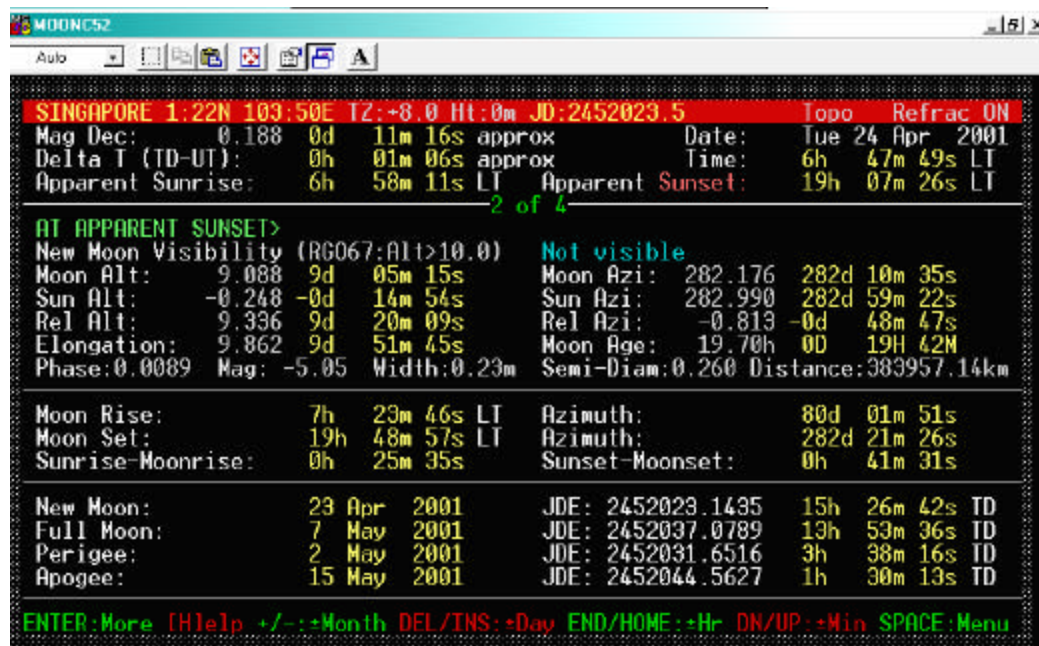 MOONC52
Auto A
SINGAPORE 1:22N 103:50E TZ:+8.0 Ht:0m JD:2452023.5 Topo Refrac ON
Mag Dec: 0.188 0d 11m 16s approx Date: Tue 24 Apr 2001
Delta T (TD-UT): 0h 01m 06s approx Time: 6h 47m 49s LT
Apparent Sunrise: 6h 58m 11s LT Apparent Sunset: 19h 07m 26s LT
2 of 4
AT APPARENT SUNSET>
New Moon Visibility (RGO67:Alt>10.0) Not visible
Moon Alt: 9.088 9d 05m 15s Moon Azi: 282.176 282d 10m 35s
Sun Alt: -0.248 -0d 14m 54s Sun Azi: 282.990 282d 59m 22s
Rel Alt: 9.336 9d 20m 09s Rel Azi: -0.813 -0d 48m 47s
Elongation: 9.862 9d 51m 45s Moon Age: 19.70h 0D 19H 42M
Phase:0.0089 Mag: -5.05 Width:0.23m Semi-Diam:0.260 Distance:383957.14km
Moon Rise: 7h 23m 46s LT Azimuth: 80d 01m 51s
Moon Set: 19h 48m 57s LT Azimuth: 282d 21m 26s
Sunrise-Moonrise: 0h 25m 35s Sunset-Moonset: 0h 41m 31s
New Moon: 23 Apr 2001 JDE: 2452023.1435 15h 26m 42s TD
Full Moon: 7 May 2001 JDE: 2452037.0789 13h 53m 36s TD
Perigee: 2 May 2001 JDE: 2452031.6516 3h 38m 16s TD
Apogee: 15 May 2001 JDE: 2452044.5627 1h 30m 13s TD
ENTER:More [H]elp +/-:±Month DEL/INS:±Day END/HOME:±Hr DN/UP:±Min SPACE:Menu